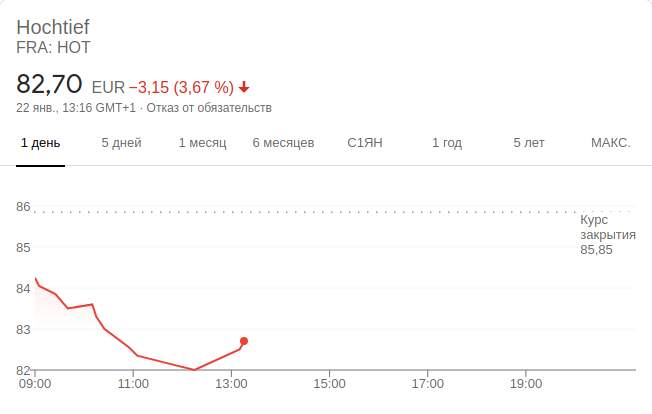 Hochtief
FRA: HOT
82,70 EUR −3,15 (3,67 %)
22 янв., 13:16 GMT+1 · Отказ от обязательств
1 день 5 дней 1 месяц 6 месяцев С1ЯН 1 год 5 лет МАКС.
86
Курс
закрытия
85,85
85
84
83
82
09:00 11:00 13:00 15:00 17:00 19:00